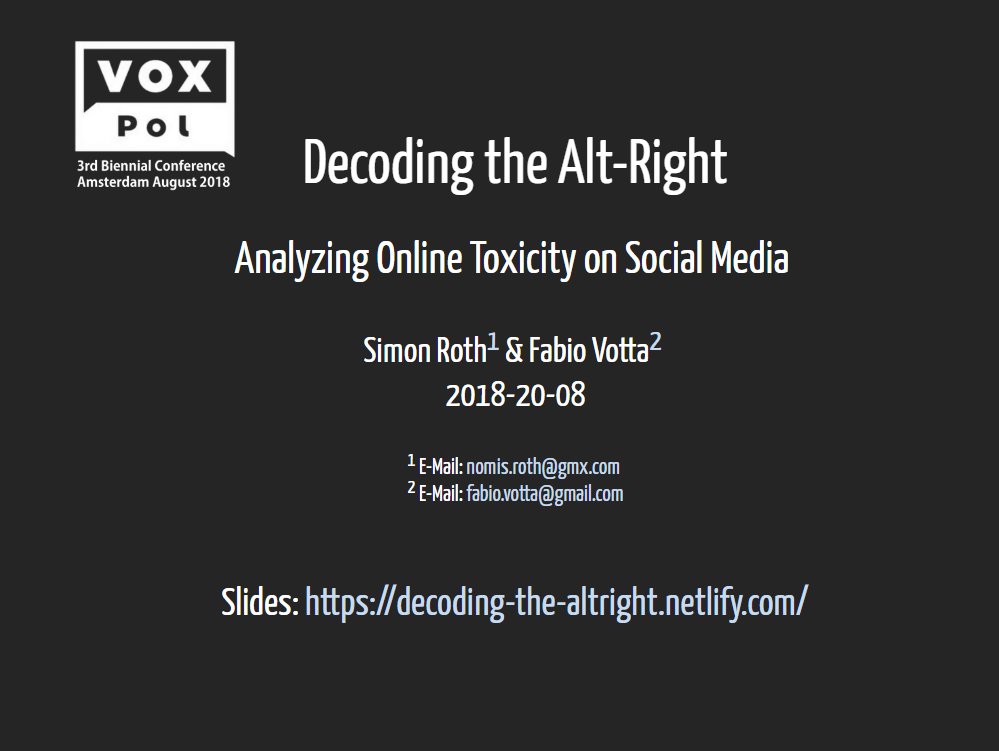 VOX
Pol
3rd Biennial Conference
Amsterdam August 2018
Decoding the Alt-Right
Analyzing Online Toxicity on Social Media
Simon Roth1 & Fabio Votta2
2018-20-08
1 E-Mail: nomis.roth@gmx.com
2 E-Mail: fabio.votta@gmail.com
Slides: https://decoding-the-altright.netlify.com/